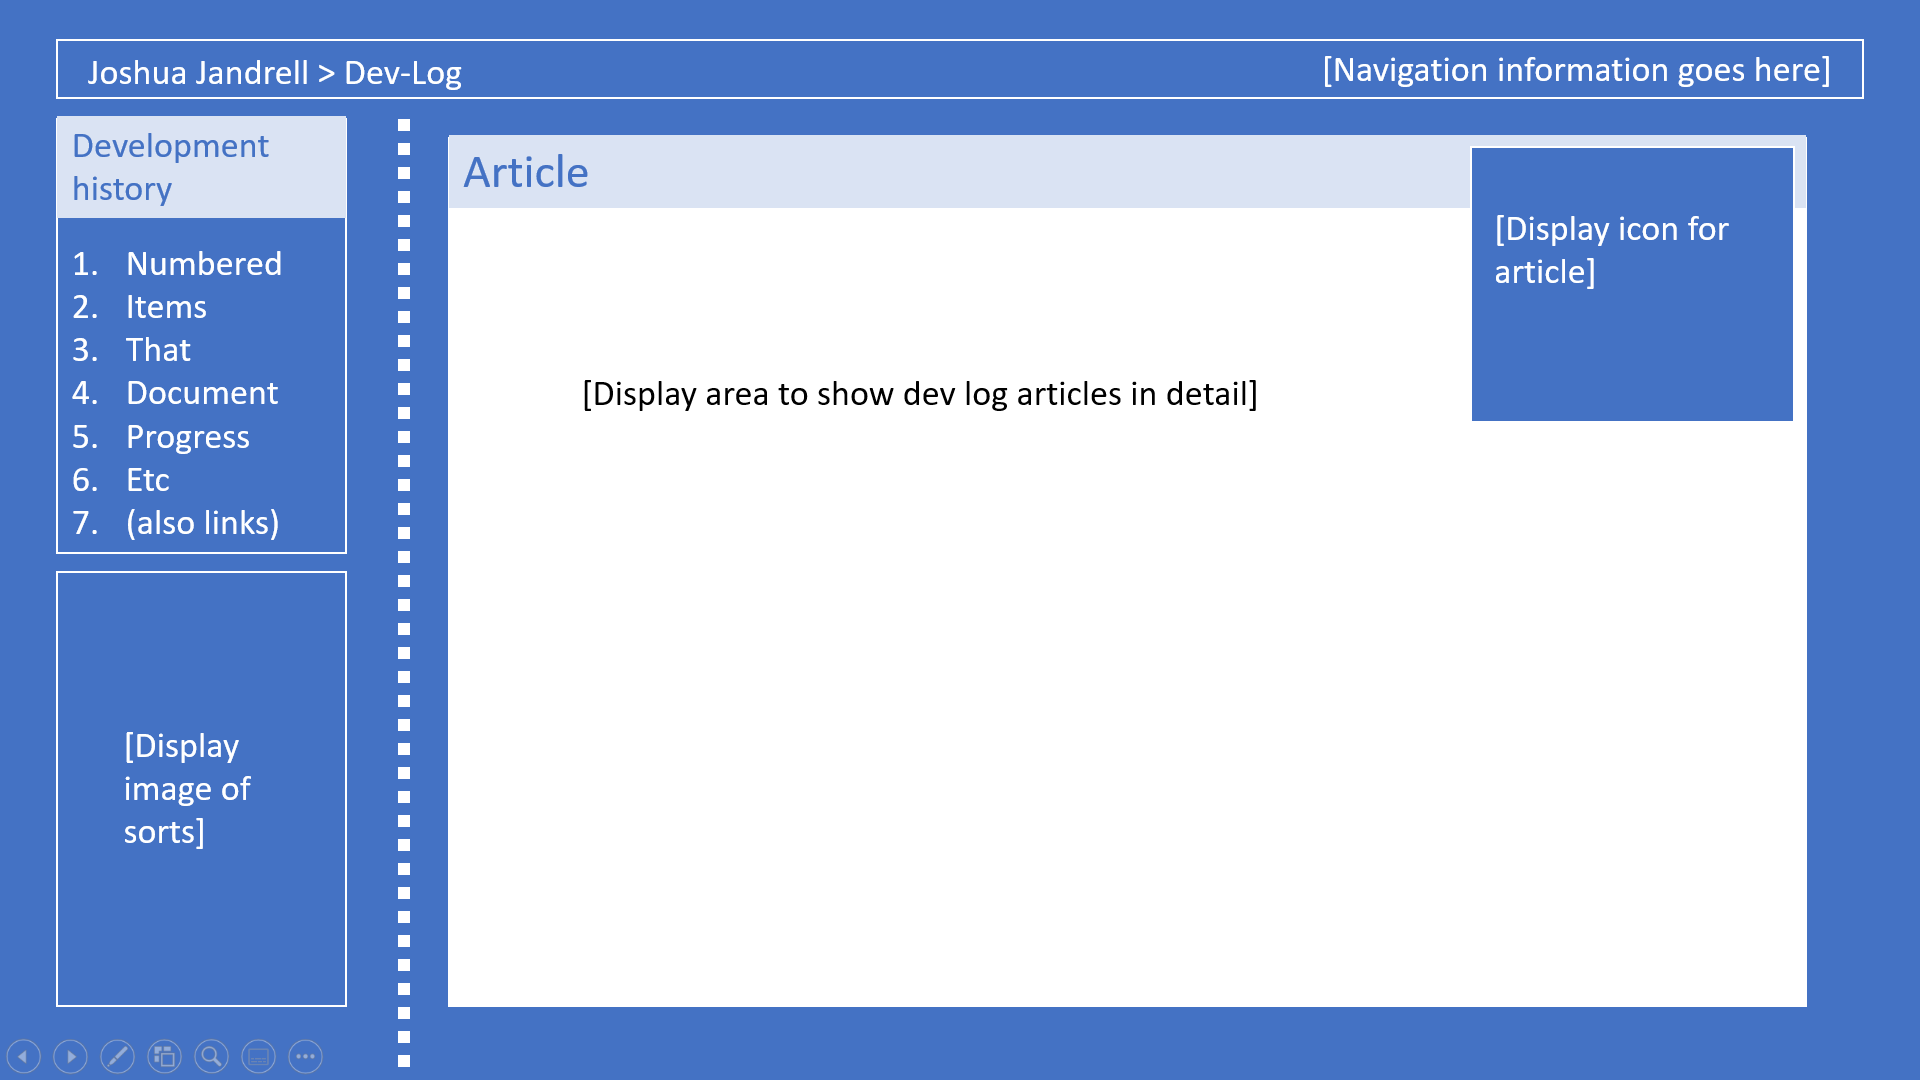 Joshua Jandrell > Dev-Log
[Navigation information goes here]
Development
history
1. Numbered
2. Items
3. That
4. Document
5. Progress
6. Etc
7. (also links)
[Display
image of
sorts]
Article
[Display icon for
article]
[Display area to show dev log articles in detail]